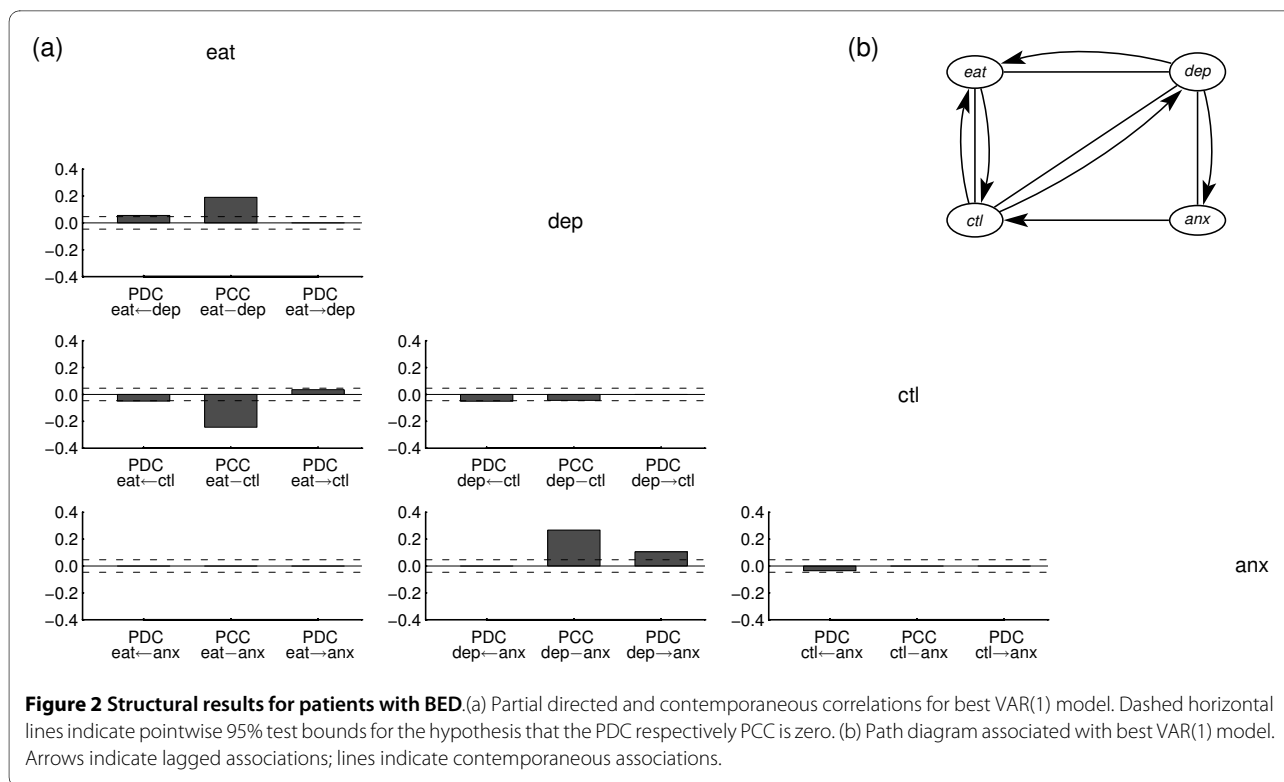 (a)
eat
(b)
eat
dep
ctl
anx
0.4
0.2
0.0
−0.2
−0.4
dep
PDC PCC PDC
eat←dep eat−dep eat→dep
0.4
0.2
0.0
−0.2
−0.4
0.4
0.2
0.0
−0.2
−0.4
ctl
PDC PCC PDC
eat←ctl eat−ctl eat→ctl
PDC PCC PDC
dep←ctl dep−ctl dep→ctl
0.4
0.2
0.0
−0.2
−0.4
0.4
0.2
0.0
−0.2
−0.4
0.4
0.2
0.0
−0.2
−0.4
anx
PDC PCC PDC
eat←anx eat−anx eat→anx
PDC PCC PDC
dep←anx dep−anx dep→anx
PDC PCC PDC
ctl←anx ctl−anx ctl→anx
Figure 2 Structural results for patients with BED.(a) Partial directed and contemporaneous correlations for best VAR(1) model. Dashed horizontal
lines indicate pointwise 95% test bounds for the hypothesis that the PDC respectively PCC is zero. (b) Path diagram associated with best VAR(1) model.
Arrows indicate lagged associations; lines indicate contemporaneous associations.